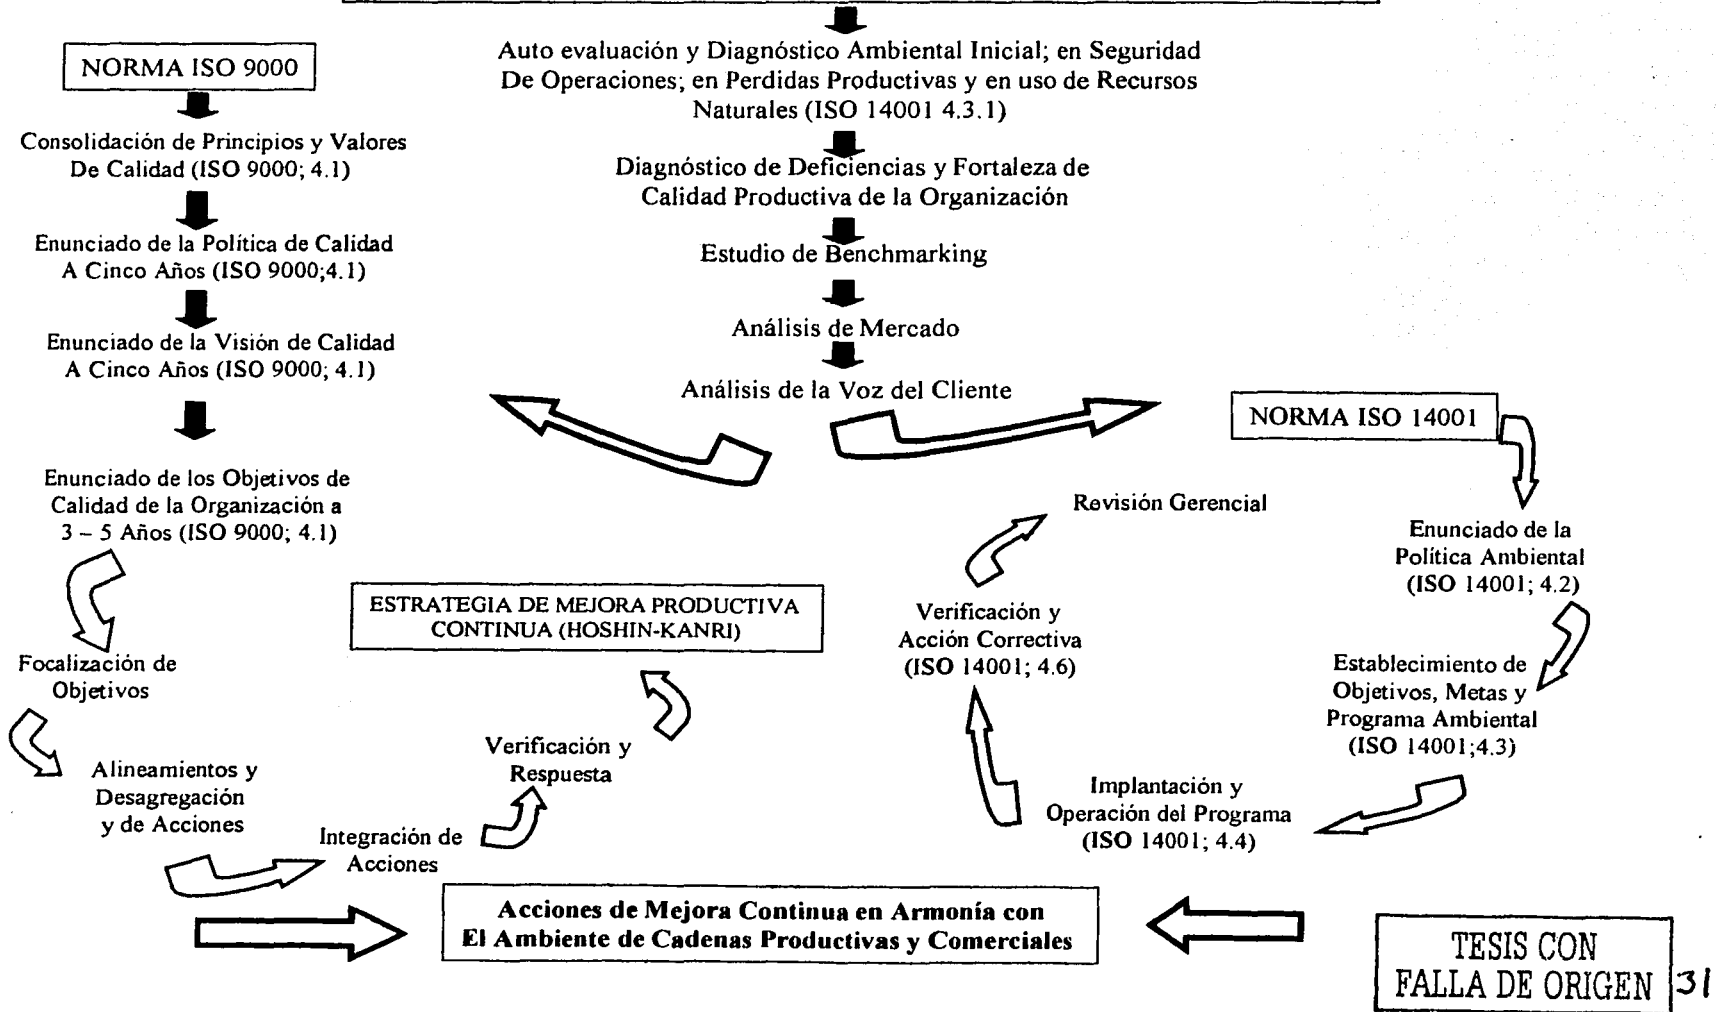 Auto evaluación y Diagnóstico Ambiental Inicial; en Seguridad
De Operaciones; en Perdidas Productivas y en uso de Recursos
Naturales (ISO 14001 4.3.1)
Diagnóstico de Deficiencias y Fortaleza de
Calidad Productiva de la Organización
Estudio de Benchmarking
Análisis de Mercado
Análisis de la Voz del Cliente
NORMA ISO 9000
Consolidación de Principios y Valores
De Calidad (ISO 9000; 4.1)
Enunciado de la Política de Calidad
A Cinco Años (ISO 9000;4.1)
Enunciado de la Visión de Calidad
A Cinco Años (ISO 9000; 4.1)
Enunciado de los Objetivos de
Calidad de la Organización a
3 – 5 Años (ISO 9000; 4.1)
Focalización de
Objetivos
Alineamientos y
Desagregación
y de Acciones
Integración de
Acciones
Verificación y
Respuesta
ESTRATEGIA DE MEJORA PRODUCTIVA
CONTINUA (HOSHIN-KANRI)
NORMA ISO 14001
Enunciado de la
Política Ambiental
(ISO 14001; 4.2)
Establecimiento de
Objetivos, Metas y
Programa Ambiental
(ISO 14001;4.3)
Implantación y
Operación del Programa
(ISO 14001; 4.4)
Verificación y
Acción Correctiva
(ISO 14001; 4.6)
Revisión Gerencial
Acciones de Mejora Continua en Armonía con
El Ambiente de Cadenas Productivas y Comerciales
TESIS CON
FALLA DE ORIGEN
31